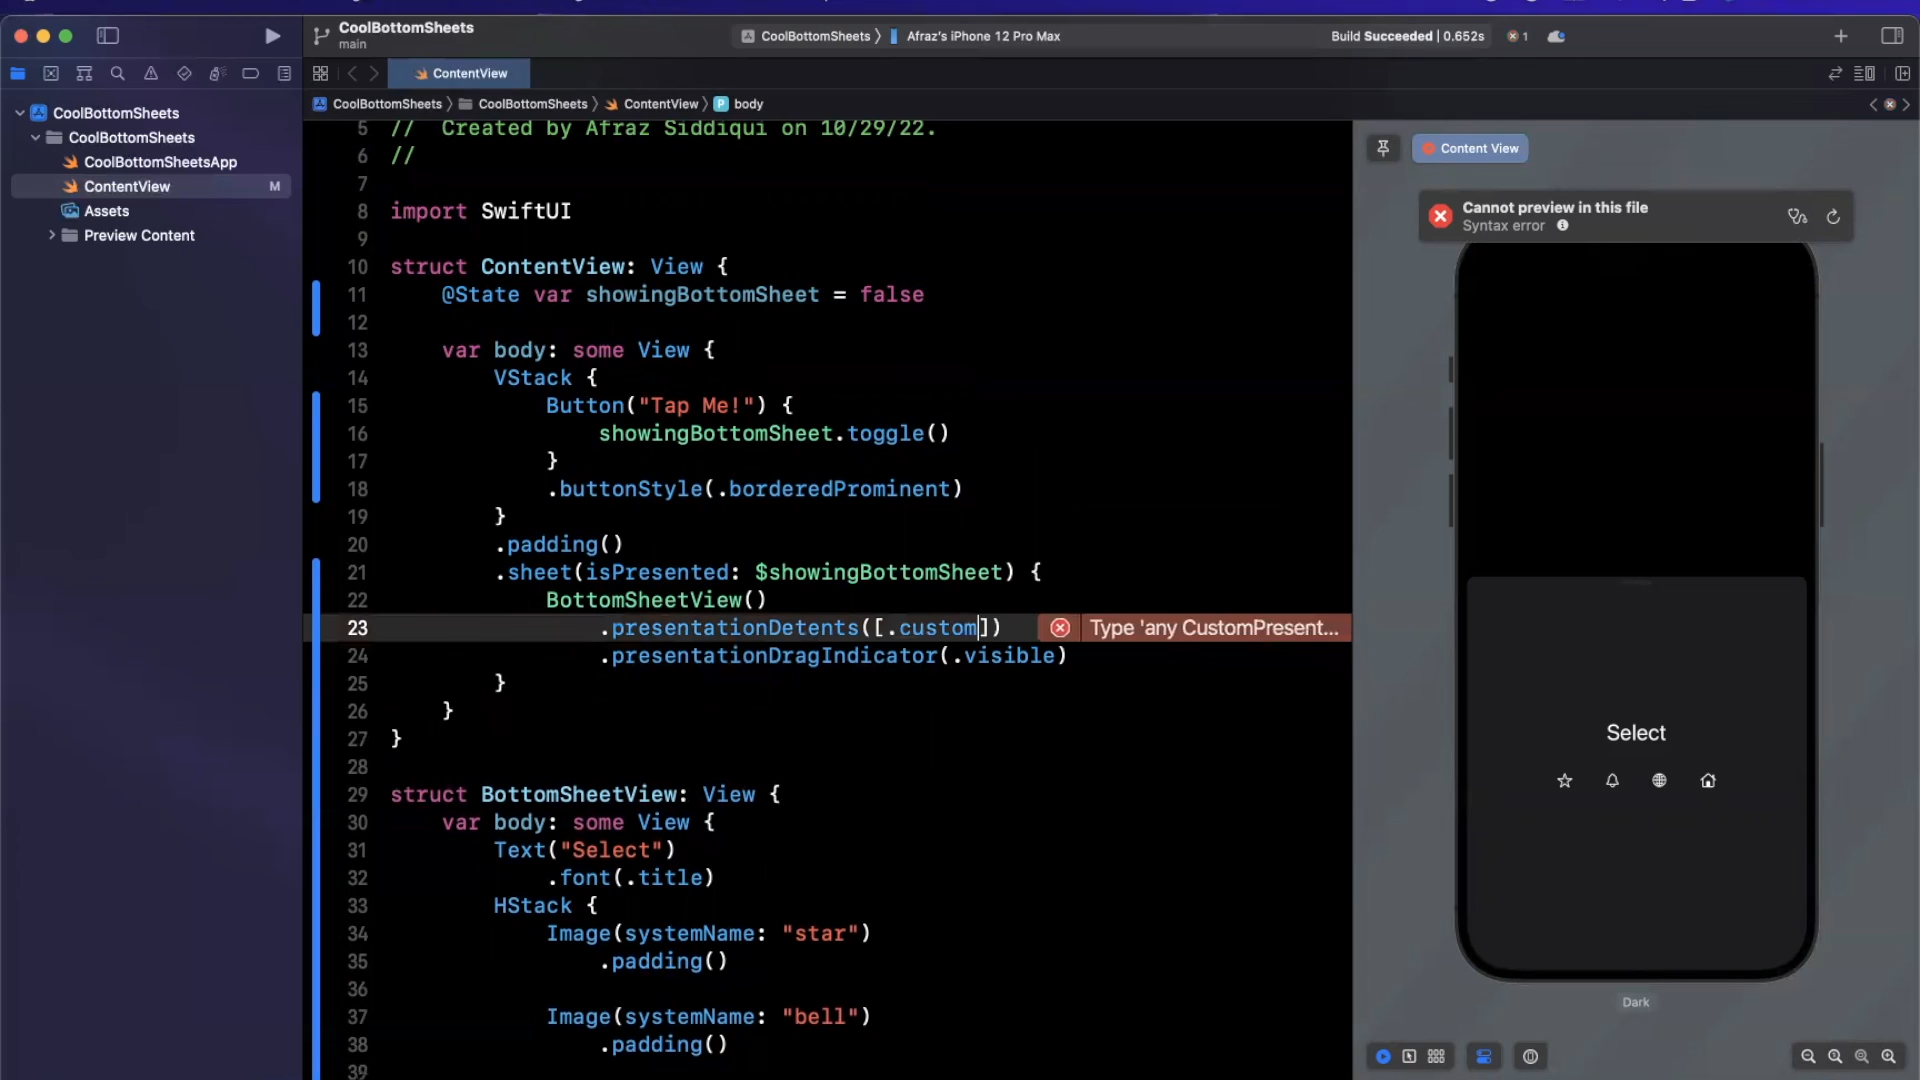 CoolBottomSheets
main
CoolBottomSheets 〉 Afraz's iPhone 12 Pro Max
Build Succeeded | 0.652s
1
ContentView
CoolBottomSheets 〉 CoolBottomSheets 〉 ContentView 〉 P body
CoolBottomSheets
CoolBottomSheets
CoolBottomSheetsApp
ContentView M
Assets
Preview Content
5 // Created by Afraz Siddiqui on 10/29/22.
6 //
7
8 import SwiftUI
9
10 struct ContentView: View {
11 @State var showingBottomSheet = false
12
13 var body: some View {
14 VStack {
15 Button("Tap Me!") {
16 showingBottomSheet.toggle()
17 }
18 .buttonStyle(.borderedProminent)
19 }
20 .padding()
21 .sheet(isPresented: $showingBottomSheet) {
22 BottomSheetView()
23 .presentationDetents([.custom]) Type 'any CustomPresent...
24 .presentationDragIndicator(.visible)
25 }
26 }
27 }
28
29 struct BottomSheetView: View {
30 var body: some View {
31 Text("Select")
32 .font(.title)
33 HStack {
34 Image(systemName: "star")
35 .padding()
36
37 Image(systemName: "bell")
38 .padding()
39
Content View
Cannot preview in this file
Syntax error
Select
Dark